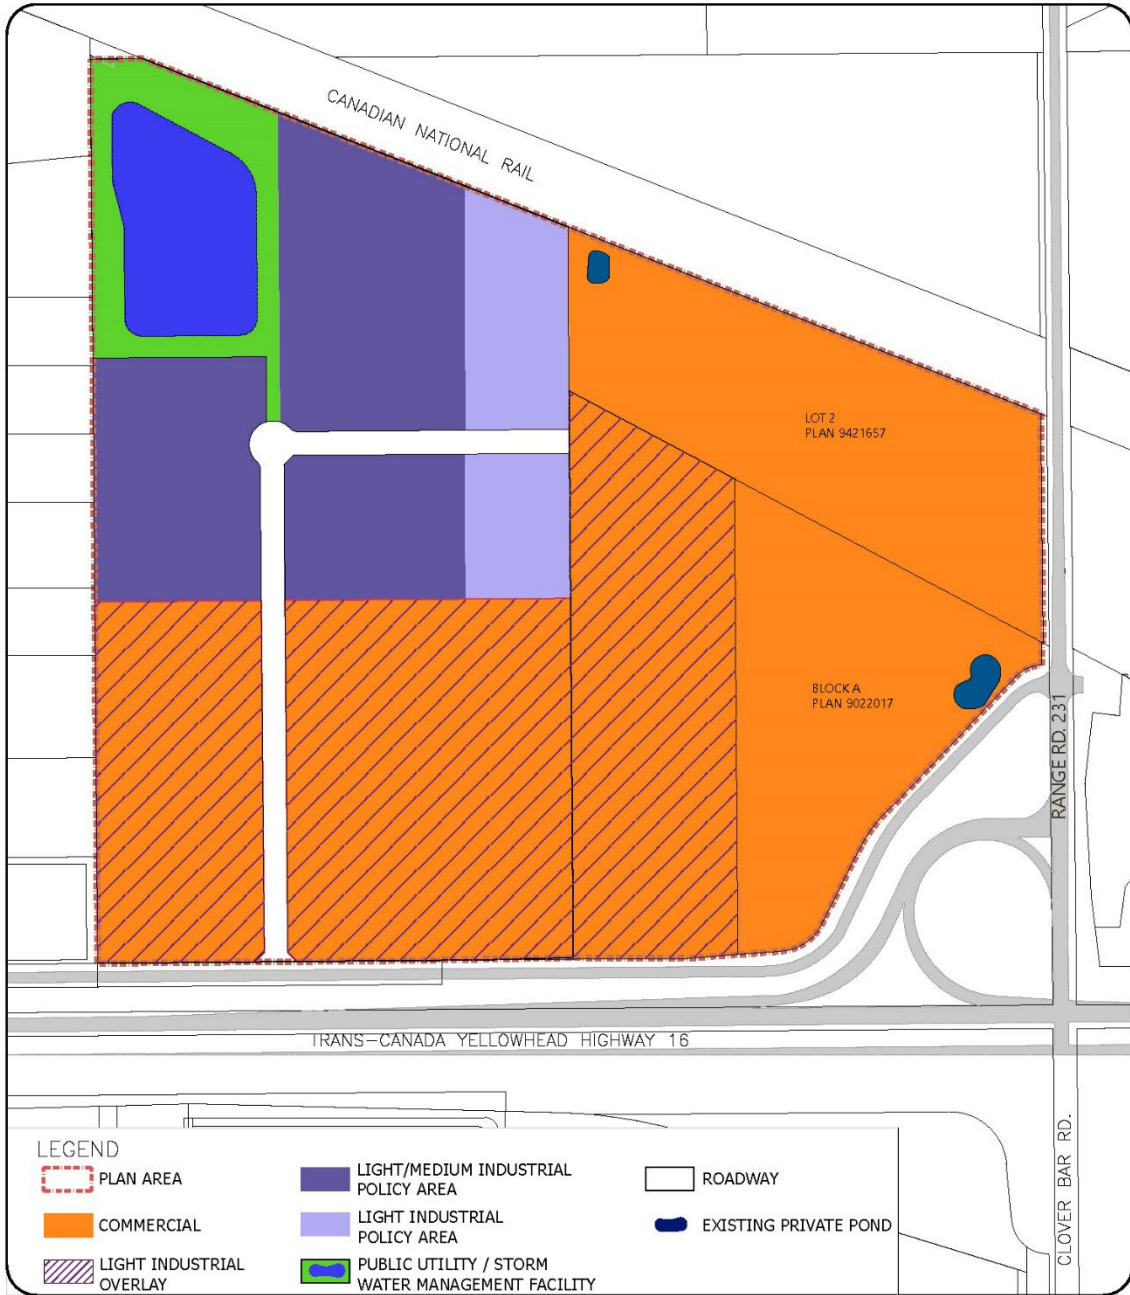 CANADIAN NATIONAL RAIL
LOT 2
PLAN 9421657
BLOCK A
PLAN 9022017
RANGE RD. 231
TRANS-CANADA YELLOWHEAD HIGHWAY 16
CLOVER BAR RD.
LEGEND
PLAN AREA
COMMERCIAL
LIGHT INDUSTRIAL
OVERLAY
LIGHT/MEDIUM INDUSTRIAL
POLICY AREA
LIGHT INDUSTRIAL
POLICY AREA
PUBLIC UTILITY / STORM
WATER MANAGEMENT FACILITY
ROADWAY
EXISTING PRIVATE POND